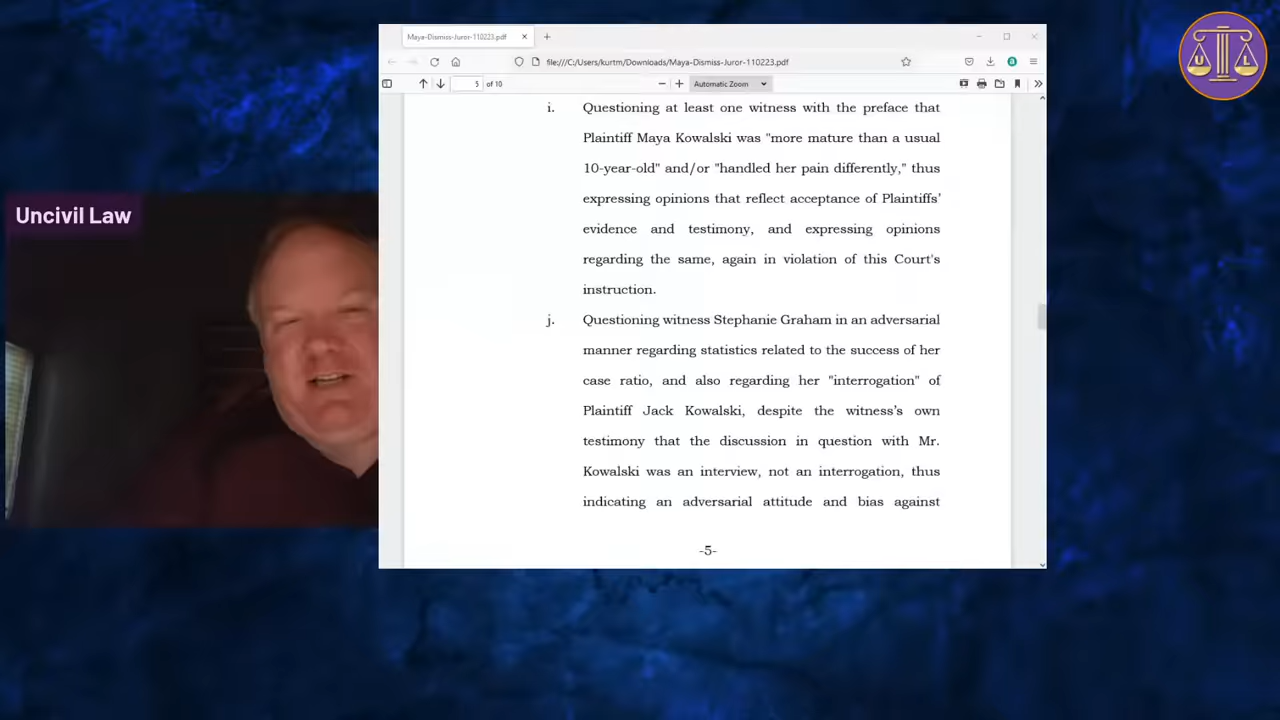 Maya-Dismiss-Juror-110223.pdf
file:///C:/Users/kurtm/Downloads/Maya-Dismiss-Juror-110223.pdf
5 of 10
Automatic Zoom
i. Questioning at least one witness with the preface that
Plaintiff Maya Kowalski was "more mature than a usual
10-year-old" and/or "handled her pain differently," thus
expressing opinions that reflect acceptance of Plaintiffs'
evidence and testimony, and expressing opinions
regarding the same, again in violation of this Court's
instruction.
j. Questioning witness Stephanie Graham in an adversarial
manner regarding statistics related to the success of her
case ratio, and also regarding her "interrogation" of
Plaintiff Jack Kowalski, despite the witness's own
testimony that the discussion in question with Mr.
Kowalski was an interview, not an interrogation, thus
indicating an adversarial attitude and bias against
-5-
Uncivil Law
U L